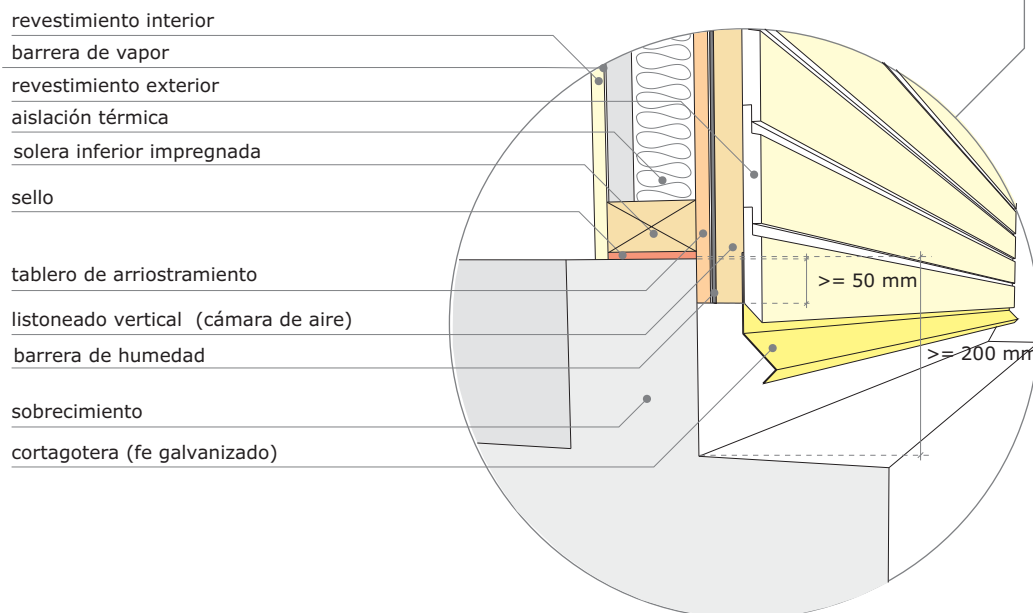 revestimiento interior
barrera de vapor
revestimiento exterior
aislación térmica
solera inferior impregnada
sello
tablero de arriostramiento
>= 50 mm
listoneado vertical (cámara de aire)
barrera de humedad
>= 200 mm
sobrecimiento
cortagotera (fe galvanizado)